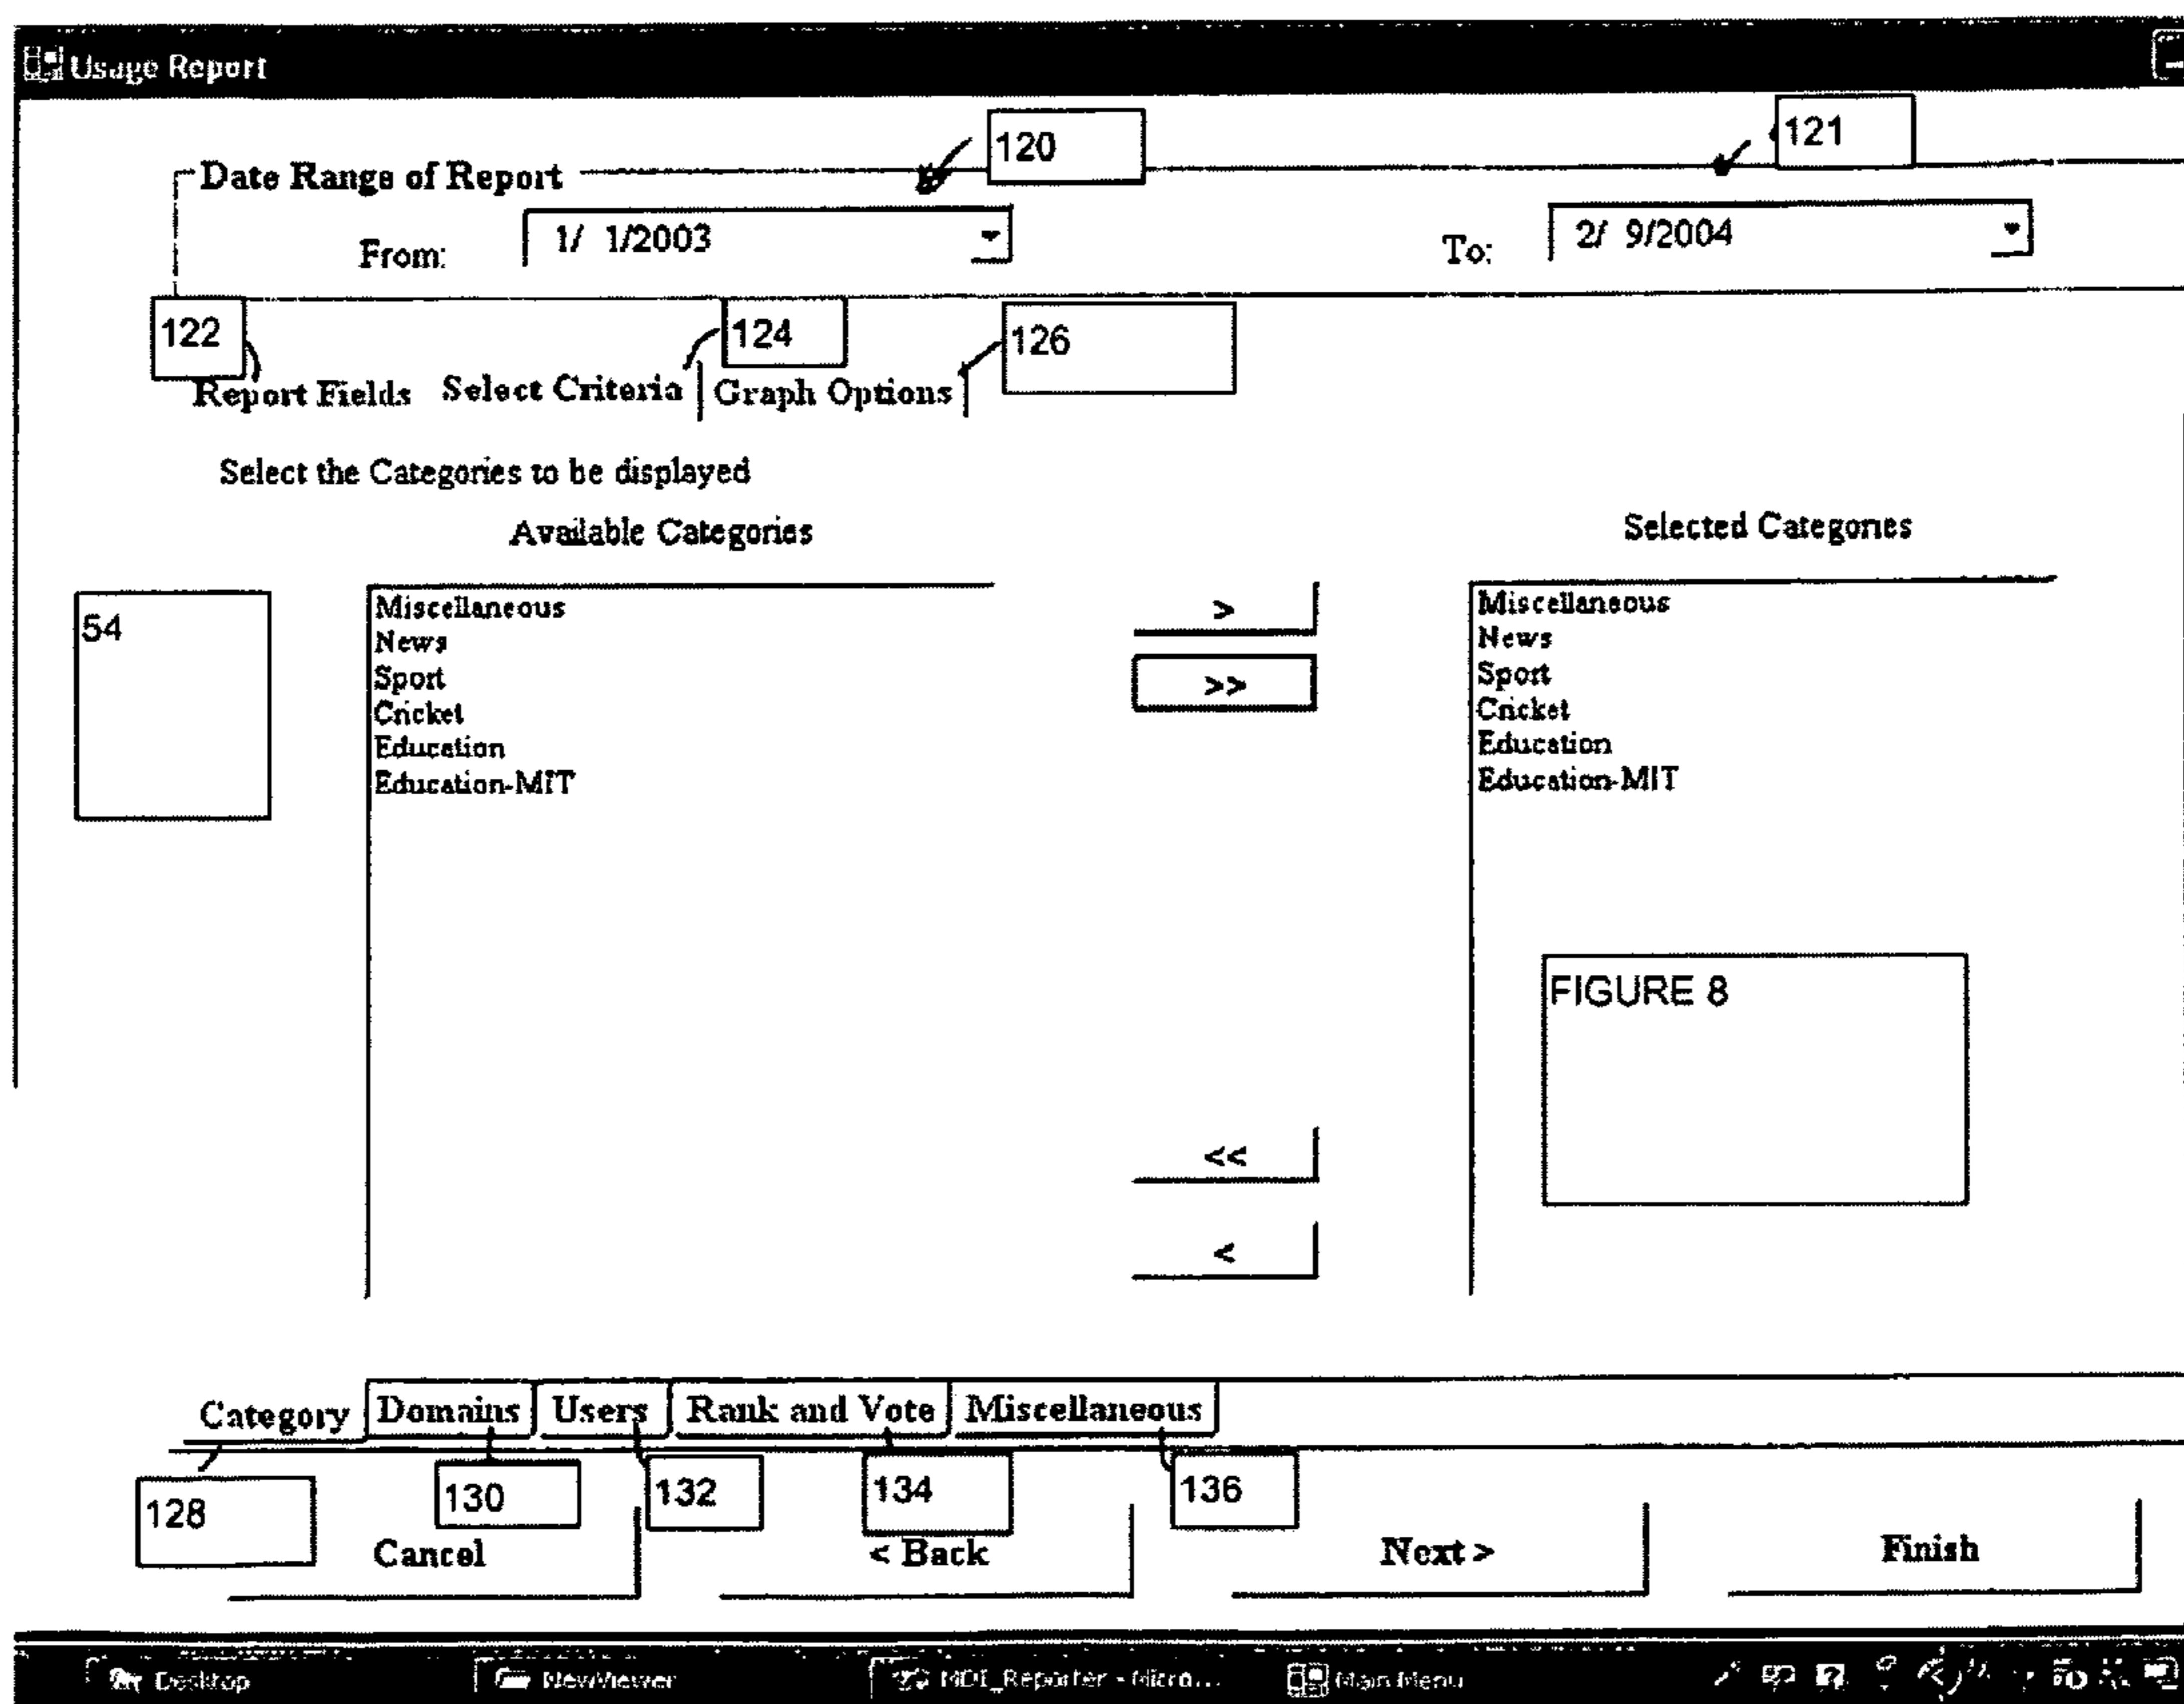 Usage Report
120
121
Date Range of Report
From: 1/ 1/2003 To: 2/ 9/2004
122
124
126
Report Fields Select Criteria Graph Options
Select the Categories to be displayed
Available Categories Selected Categories
54
Miscellaneous
News
Sport
Cricket
Education
Education-MIT
>
>>
<<
<
Miscellaneous
News
Sport
Cricket
Education
Education-MIT
FIGURE 8
Category Domains Users Rank and Vote Miscellaneous
128
130
132
134
136
Cancel < Back Next > Finish
Desktop NewViewer MDI_Reporter - Micro... Main Menu